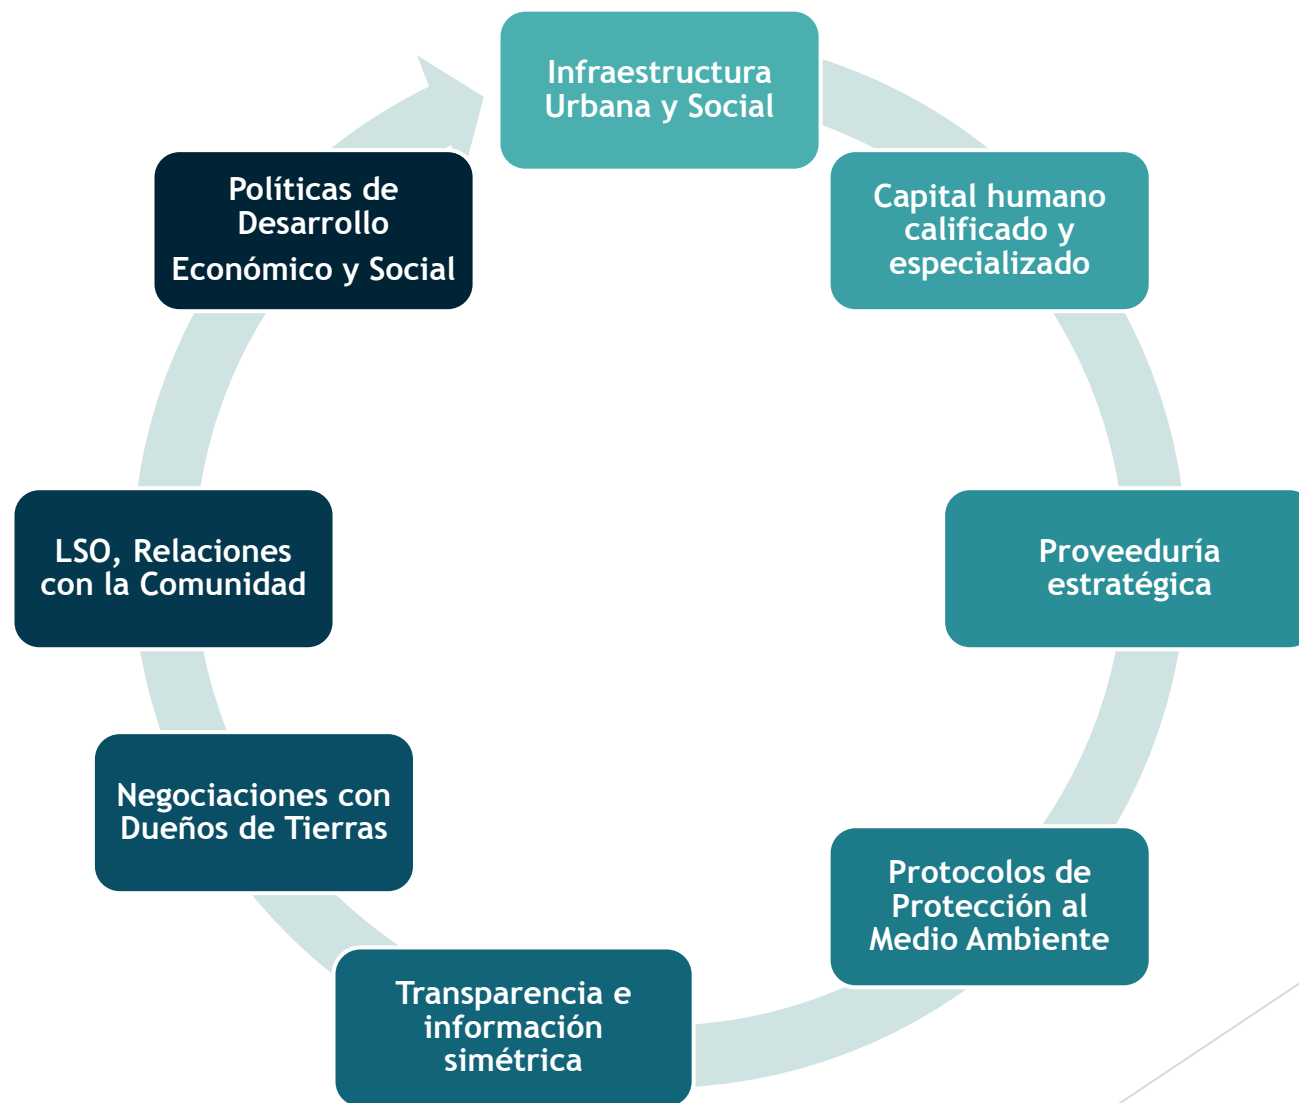 Infraestructura
Urbana y Social
Capital humano
calificado y
especializado
Proveeduría
estratégica
Protocolos de
Protección al
Medio Ambiente
Transparencia e
información
simétrica
Negociaciones con
Dueños de Tierras
LSO, Relaciones
con la Comunidad
Políticas de
Desarrollo
Económico y Social